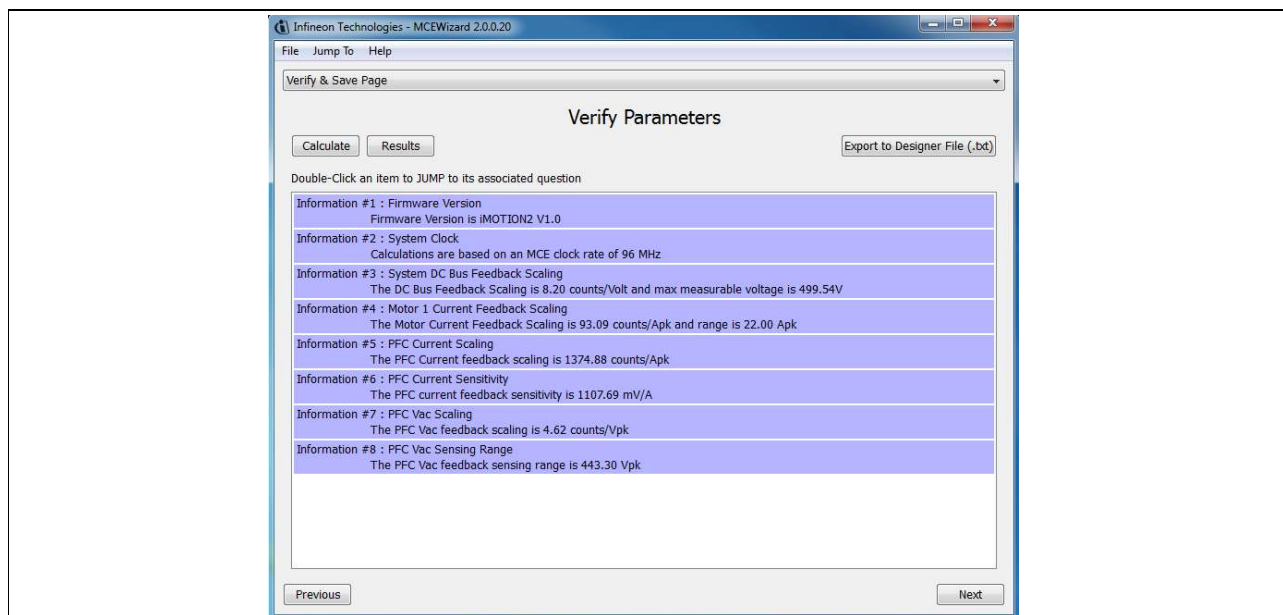 Infineon Technologies - MCEWizard 2.0.0.20
File Jump To Help
Verify & Save Page
Verify Parameters
Calculate Results Export to Designer File (.txt)
Double-Click an item to JUMP to its associated question
Information #1 : Firmware Version
Firmware Version is iMOTION2 V1.0
Information #2 : System Clock
Calculations are based on an MCE clock rate of 96 MHz
Information #3 : System DC Bus Feedback Scaling
The DC Bus Feedback Scaling is 8.20 counts/Volt and max measurable voltage is 499.54V
Information #4 : Motor 1 Current Feedback Scaling
The Motor Current Feedback Scaling is 93.09 counts/Apk and range is 22.00 Apk
Information #5 : PFC Current Scaling
The PFC Current feedback scaling is 1374.88 counts/Apk
Information #6 : PFC Current Sensitivity
The PFC current feedback sensitivity is 1107.69 mV/A
Information #7 : PFC Vac Scaling
The PFC Vac feedback scaling is 4.62 counts/Vpk
Information #8 : PFC Vac Sensing Range
The PFC Vac feedback sensing range is 443.30 Vpk
Previous Next